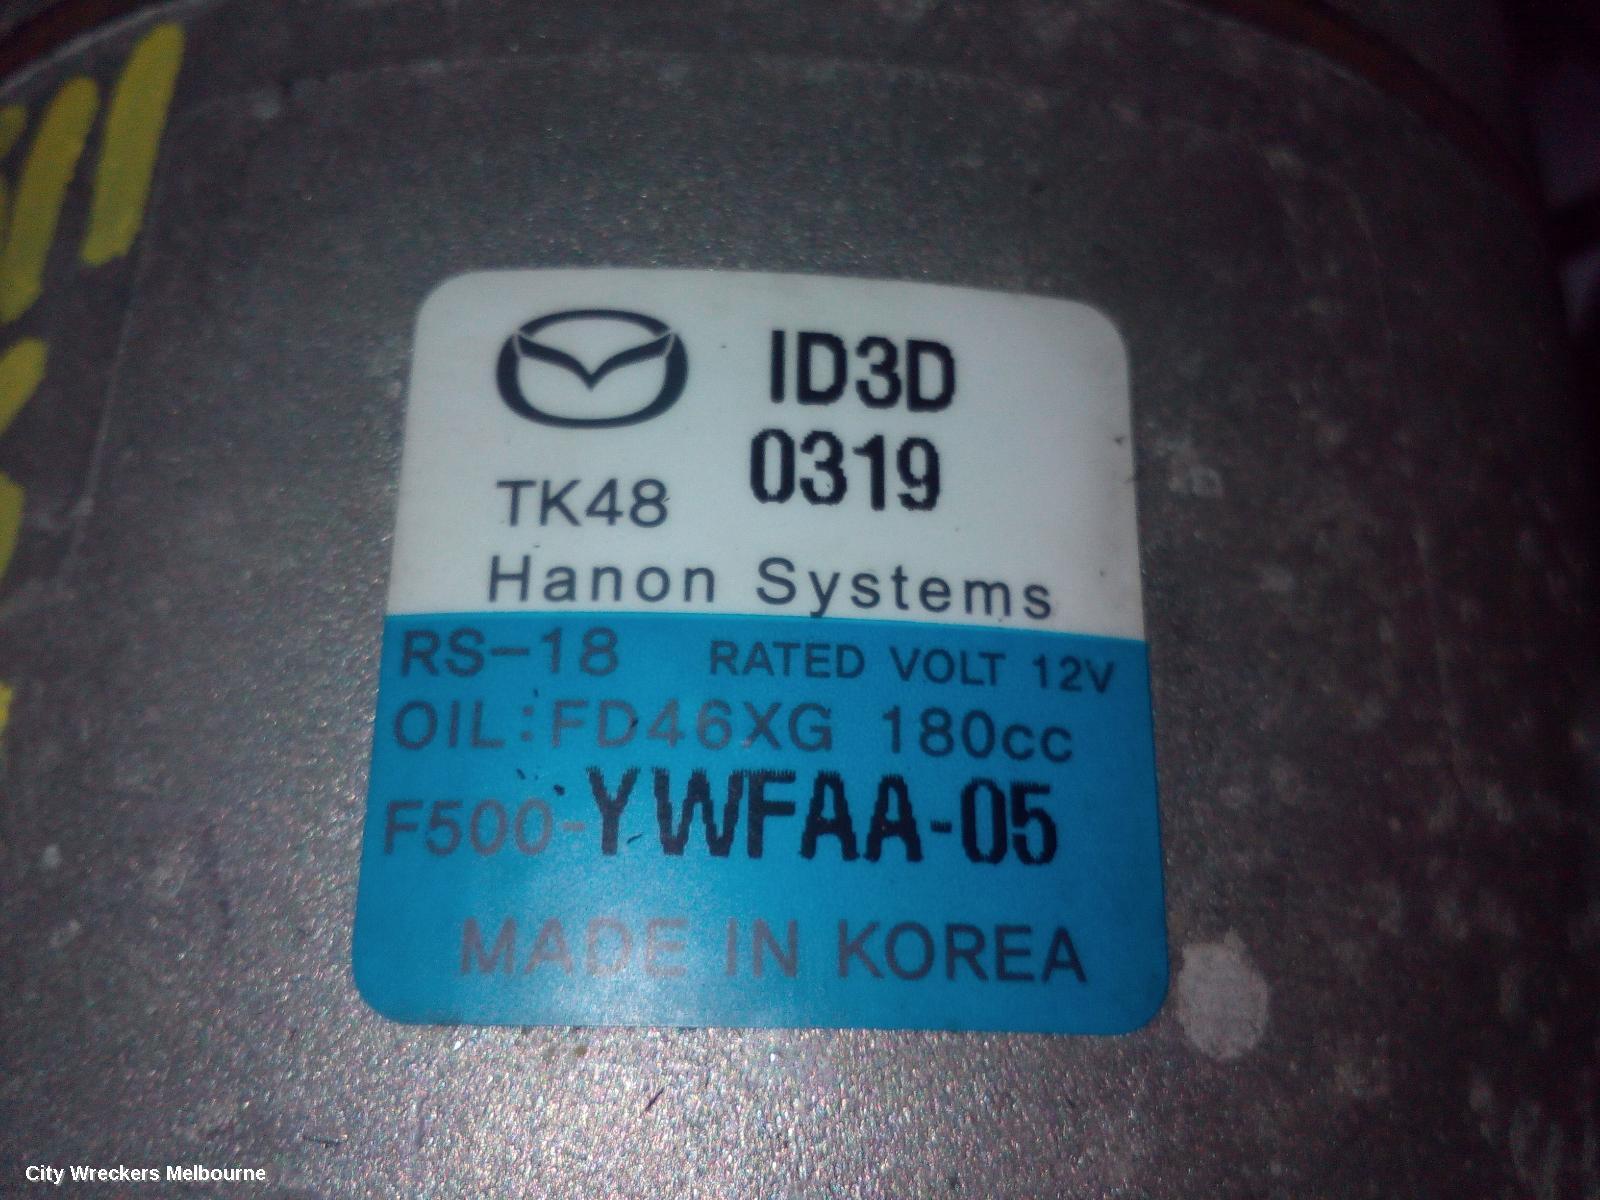 ID3D
0319
TK48
Hanon Systems
RS-18 RATED VOLT 12V
OIL:FD46XG 180cc
F500-YWFAA-05
MADE IN KOREA
City Wreckers Melbourne